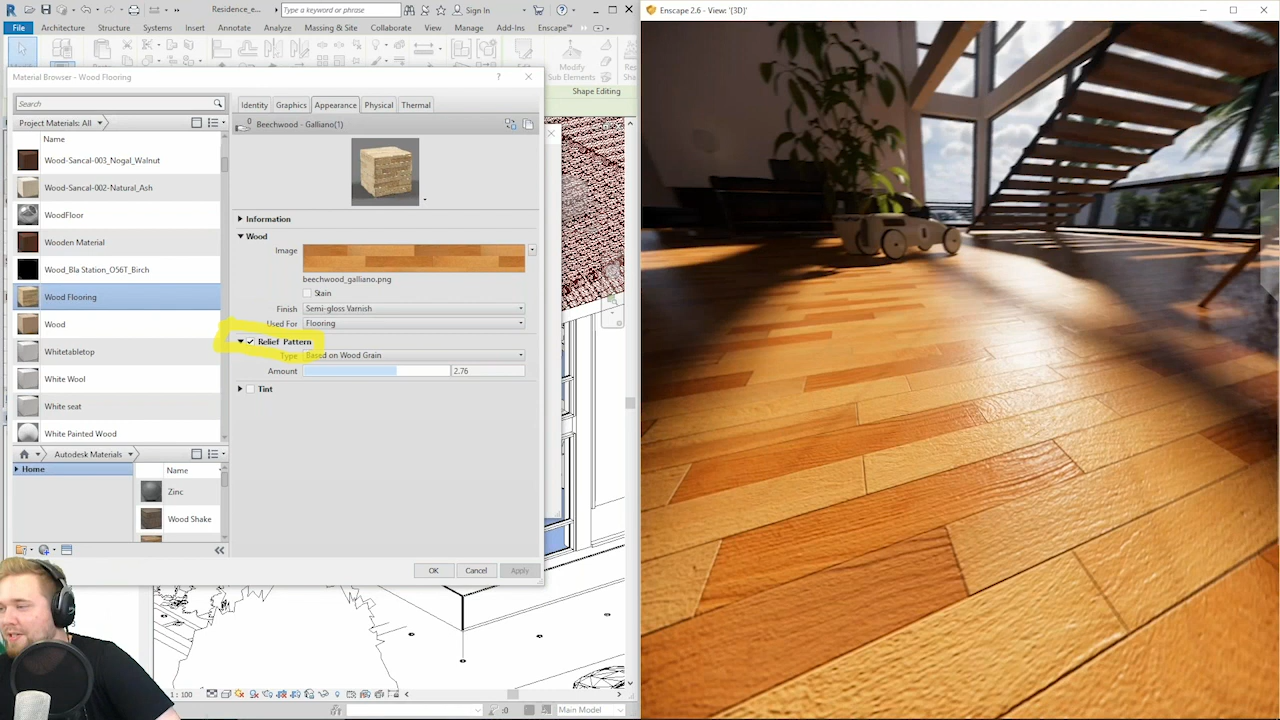 Residence_e...
Type a keyword or phrase
Sign In
Enscape 2.6 - View: '{3D}'
File
Architecture
Structure
Systems
Insert
Annotate
Analyze
Massing & Site
Collaborate
View
Manage
Add-Ins
Enscape™
Modify
Sub Elements
Shape Editing
Material Browser - Wood Flooring
Search
Project Materials: All
Name
Wood-Sancal-003_Nogal_Walnut
Wood-Sancal-002-Natural_Ash
WoodFloor
Wooden Material
Wood_Bla Station_O56T_Birch
Wood Flooring
Wood
Whitetabletop
White Wool
White seat
White Painted Wood
Autodesk Materials
Home
Name
Zinc
Wood Shake
Identity
Graphics
Appearance
Physical
Thermal
0
Beechwood - Galliano(1)
Information
Wood
Image
beechwood_galliano.png
Stain
Finish
Semi-gloss Varnish
Used For
Flooring
Relief Pattern
Type
Based on Wood Grain
Amount
2.76
Tint
OK
Cancel
Apply
1 : 100
:0
Main Model